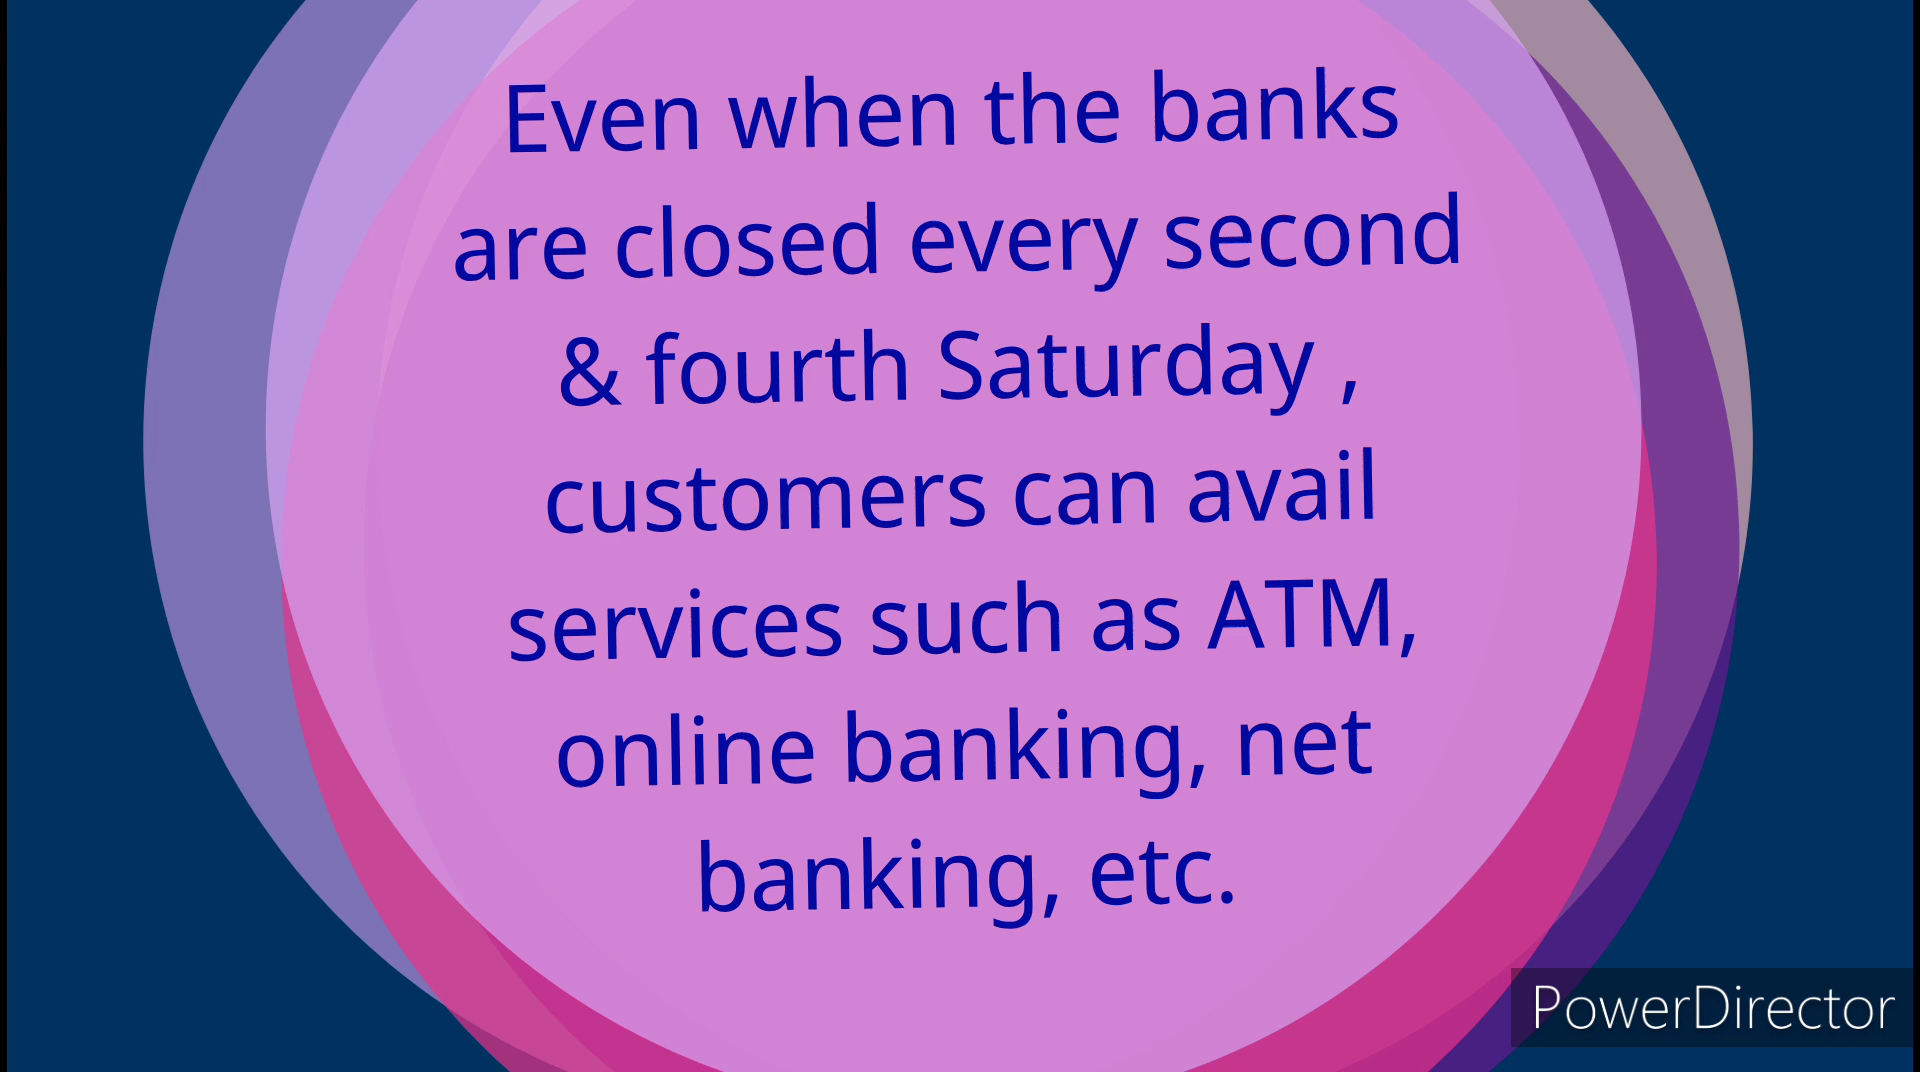 Even when the banks
are closed every second
& fourth Saturday ,
customers can avail
services such as ATM,
online banking, net
banking, etc.
PowerDirector